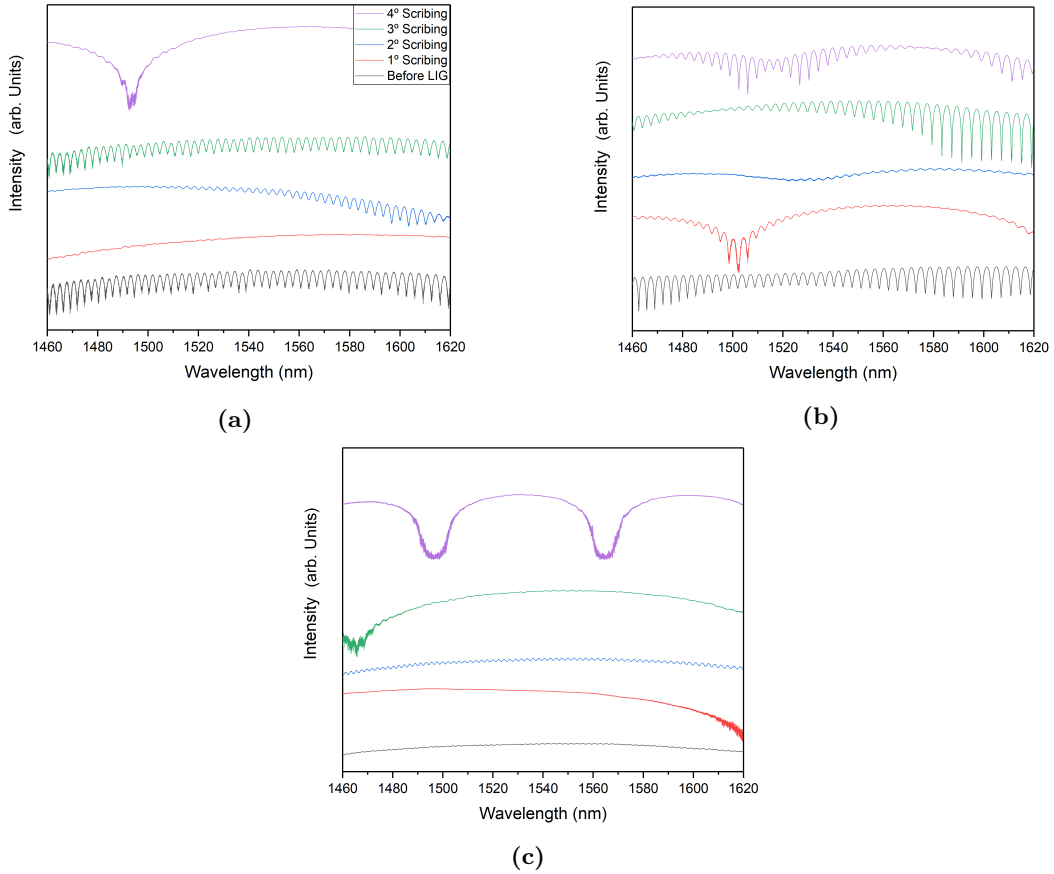 4º Scribing
3º Scribing
2º Scribing
1º Scribing
Before LIG
Intensity (arb. Units)
1460 1480 1500 1520 1540 1560 1580 1600 1620
Wavelength (nm)
(a)
Intensity (arb. Units)
1460 1480 1500 1520 1540 1560 1580 1600 1620
Wavelength (nm)
(b)
Intensity (arb. Units)
1460 1480 1500 1520 1540 1560 1580 1600 1620
Wavelength (nm)
(c)